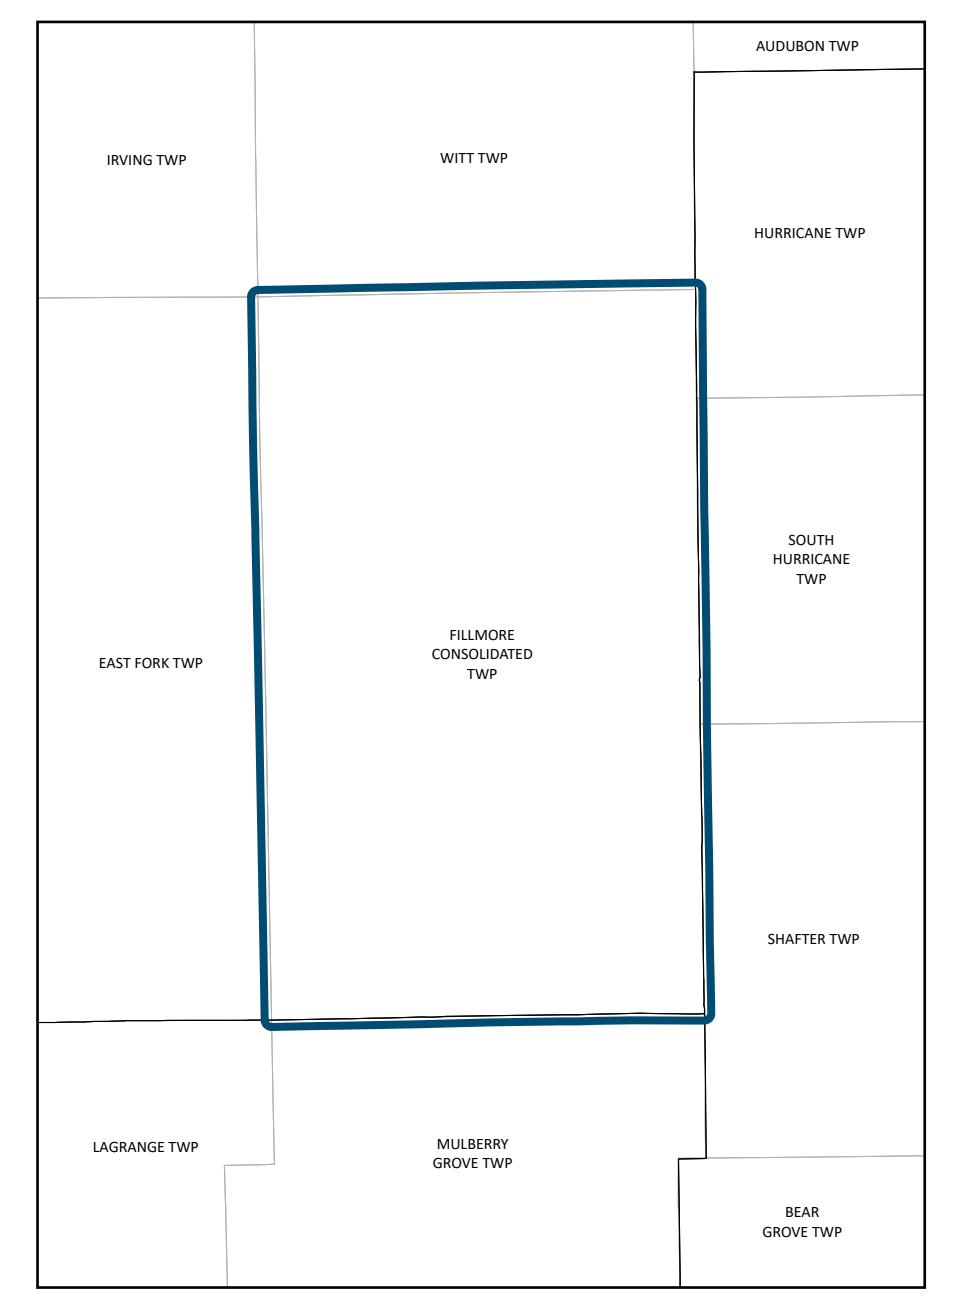 AUDUBON TWP
IRVING TWP
WITT TWP
HURRICANE TWP
SOUTH
HURRICANE
TWP
FILLMORE
CONSOLIDATED
TWP
EAST FORK TWP
SHAFTER TWP
LAGRANGE TWP
MULBERRY
GROVE TWP
BEAR
GROVE TWP